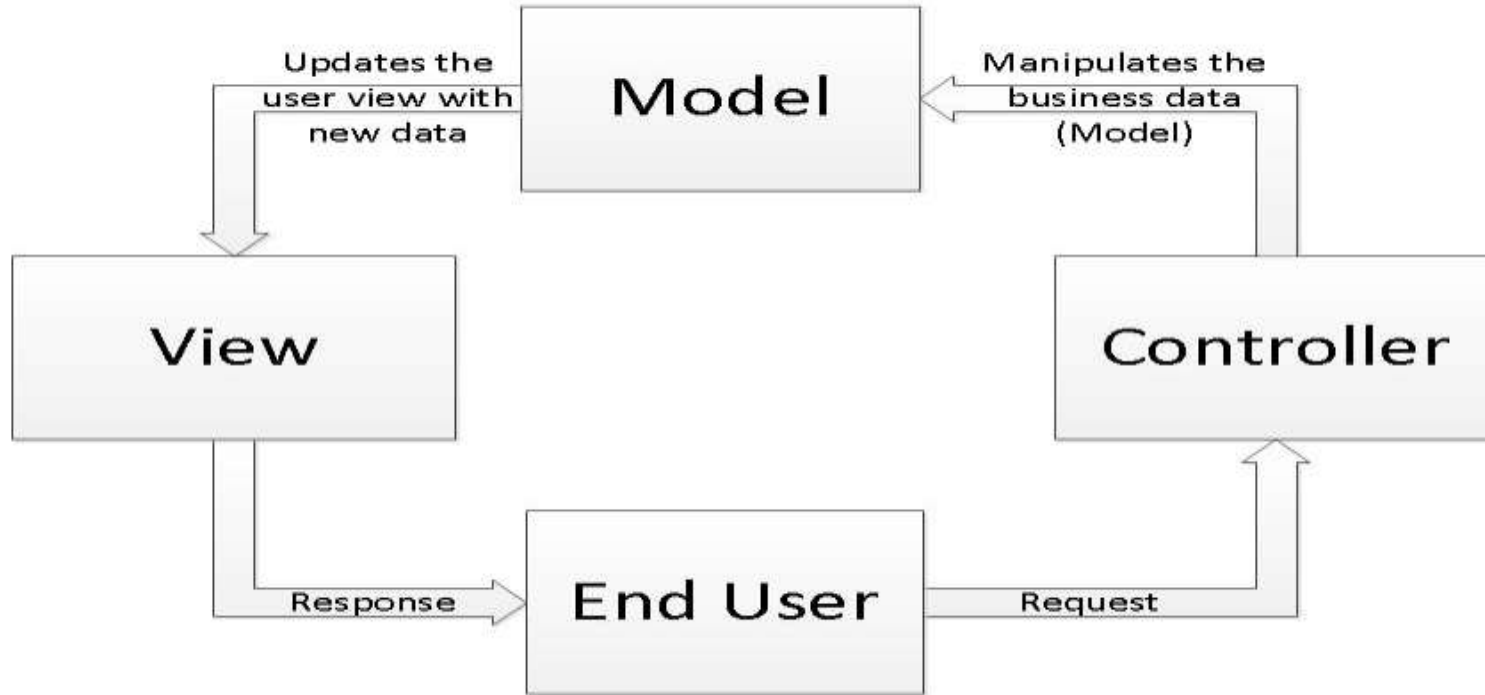 Updates the
user view with
new data
Model
Manipulates the
business data
(Model)
View
Controller
Response
End User
Request